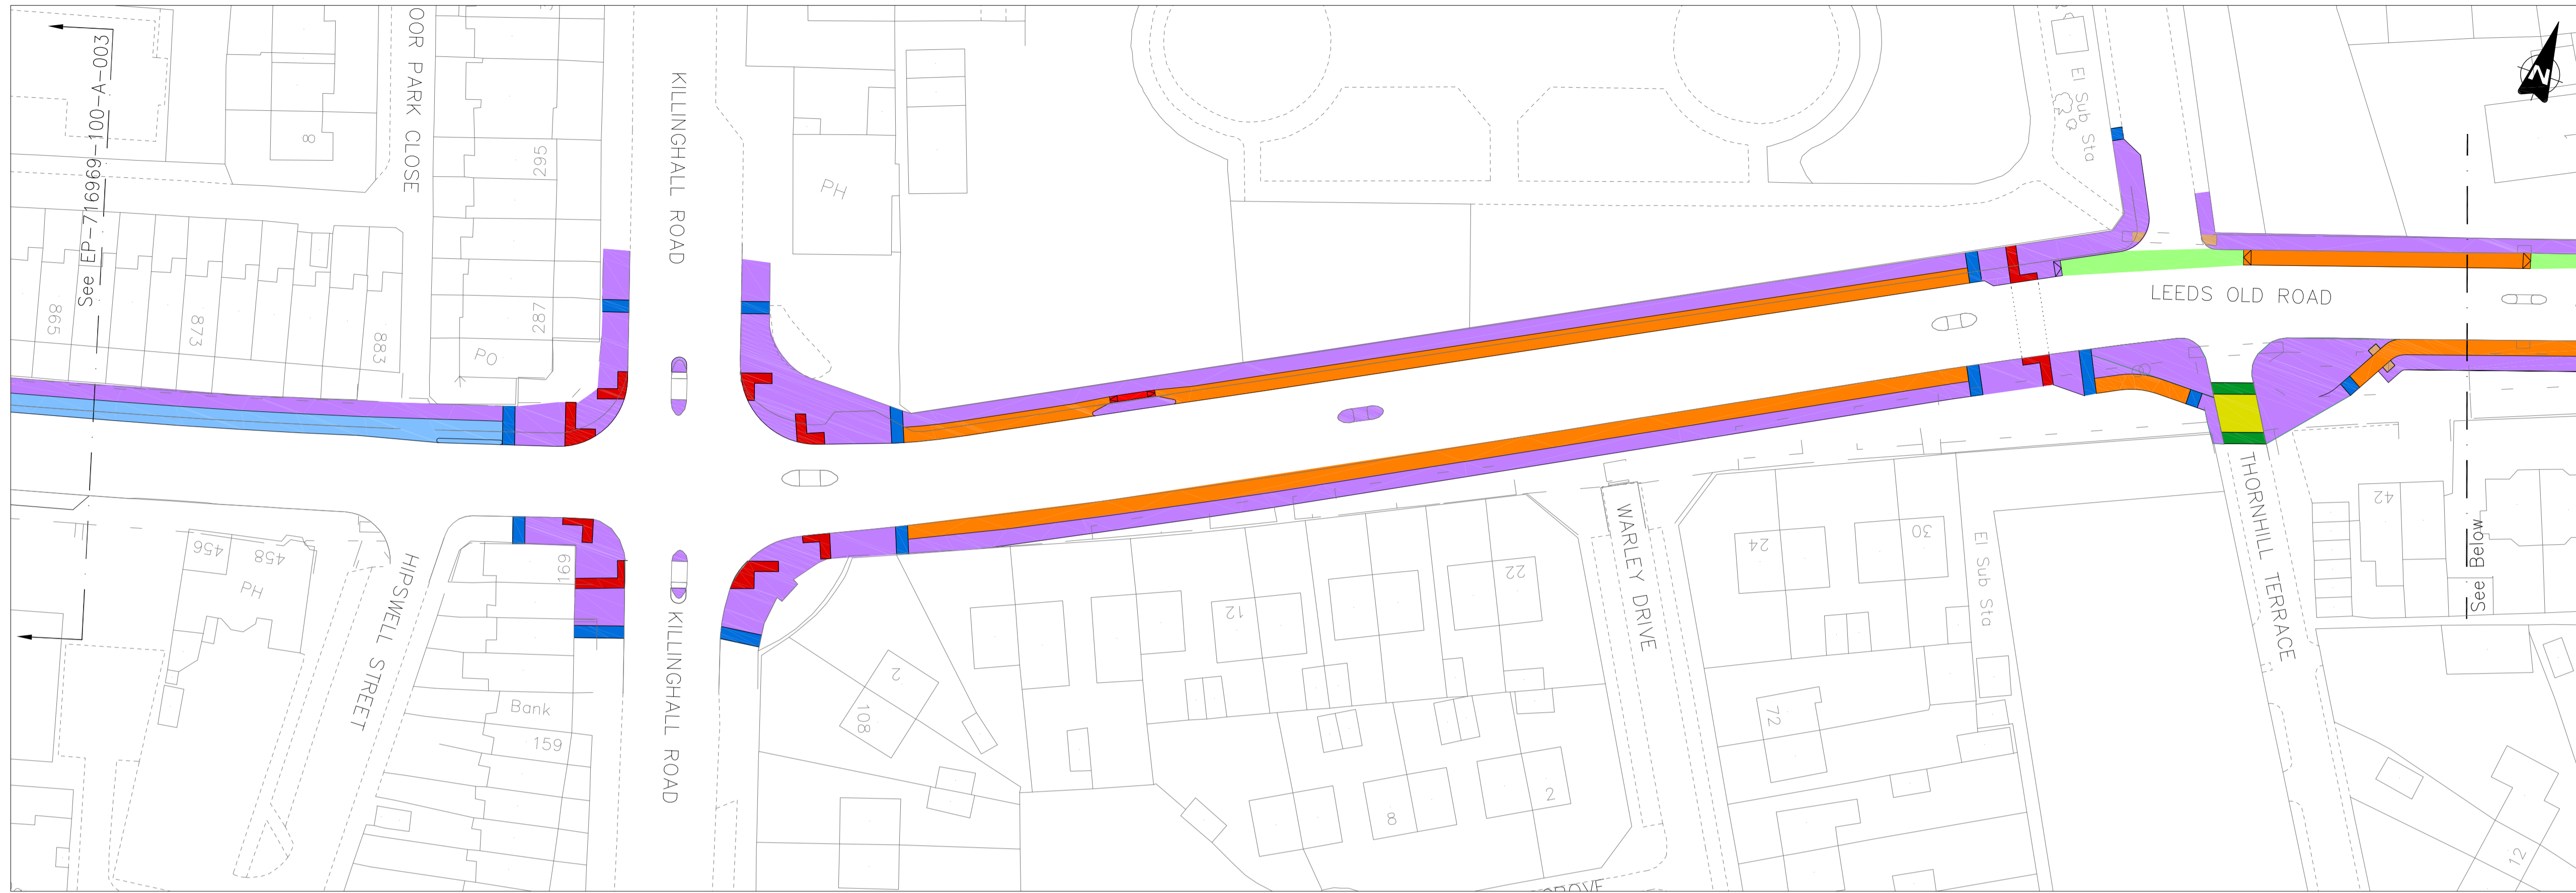 See EP-716969-100-A-003
8
OOR PARK CLOSE
295
287
PO
865
873
883
KILLINGHALL ROAD
PH
El Sub Sta
N
LEEDS OLD ROAD
456
458
PH
HIPSWELL STREET
169
Bank
159
KILLINGHALL ROAD
2
108
12
22
8
2
WARLEY DRIVE
24
30
El Sub Sta
72
THORNHILL TERRACE
42
See Below
12